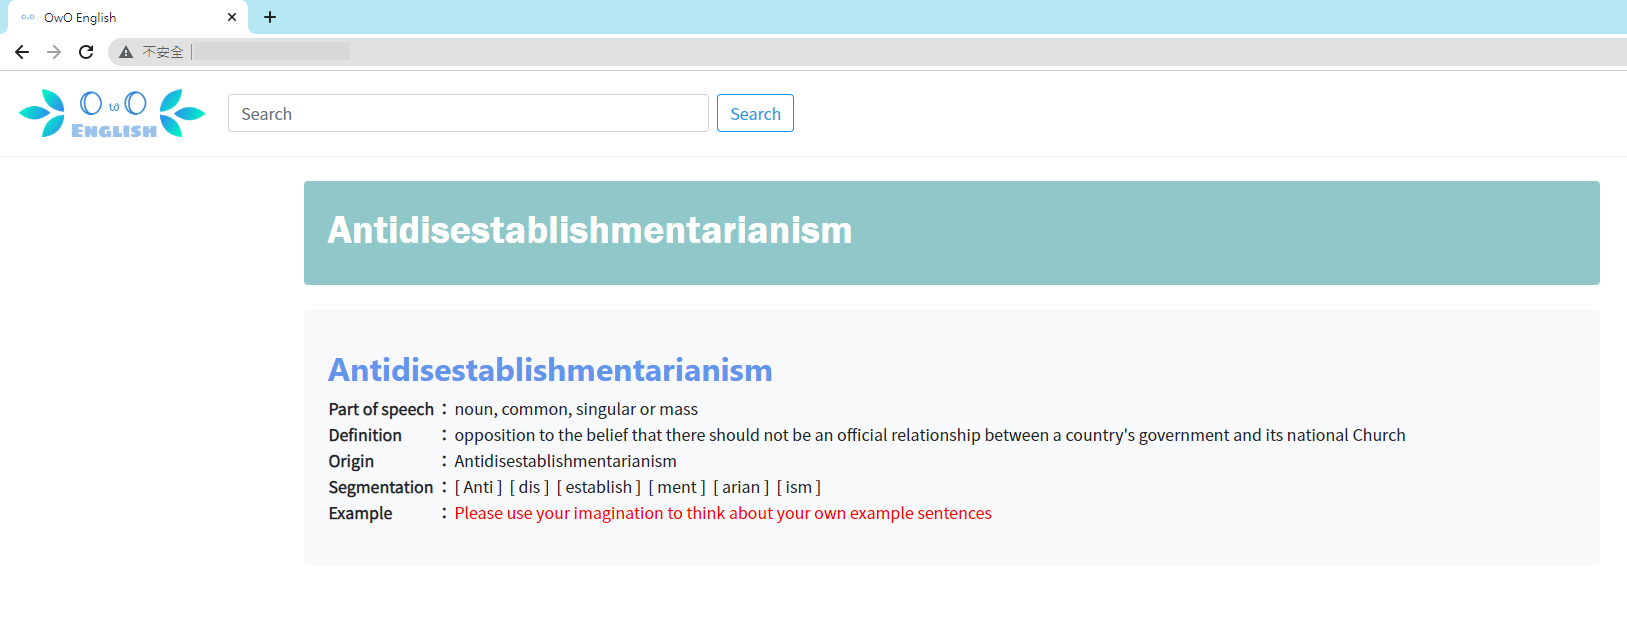 OwO English
不安全
OwO
ENGLISH
Search
Search
Antidisestablishmentarianism
Antidisestablishmentarianism
Part of speech : noun, common, singular or mass
Definition : opposition to the belief that there should not be an official relationship between a country's government and its national Church
Origin : Antidisestablishmentarianism
Segmentation : [ Anti ] [ dis ] [ establish ] [ ment ] [ arian ] [ ism ]
Example : Please use your imagination to think about your own example sentences